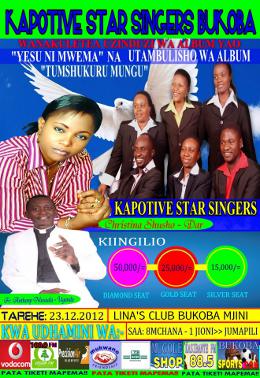 KAPOTIVE STAR SINGERS BUKOBA
WANAKULETEA UZINDUZI WA ALBUM YAO
"YESU NI MWEMA" NA UTAMBULISHO WA ALBUM
"TUMSHUKURU MUNGU"
KAPOTIVE STAR SINGERS
Christina Shusho - Dar
KIINGILIO
50,000/=
25,000/=
15,000/=
DIAMOND SEAT
GOLD SEAT
SILVER SEAT
TAREHE: 23.12.2012
LINA'S CLUB BUKOBA MJINI
KWA UDHAMINI WA:-
SAA: 8MCHANA - 1 JIONI>> JUMAPILI
vodacom
SHOP
88.5
SPORTS
PATA TIKETI MAPEMA!
PATA TIKETI MAPEMA!
PATA TIKETI MAPEMA!